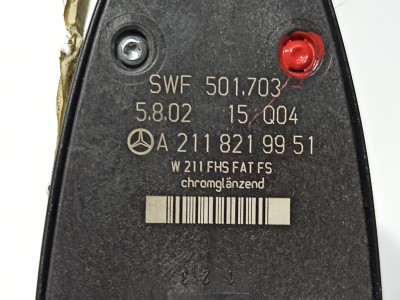 SWF 501.703
5.8.02 15 Q04
A 211 821 99 51
W 211 FHS FAT FS
chromglänzend